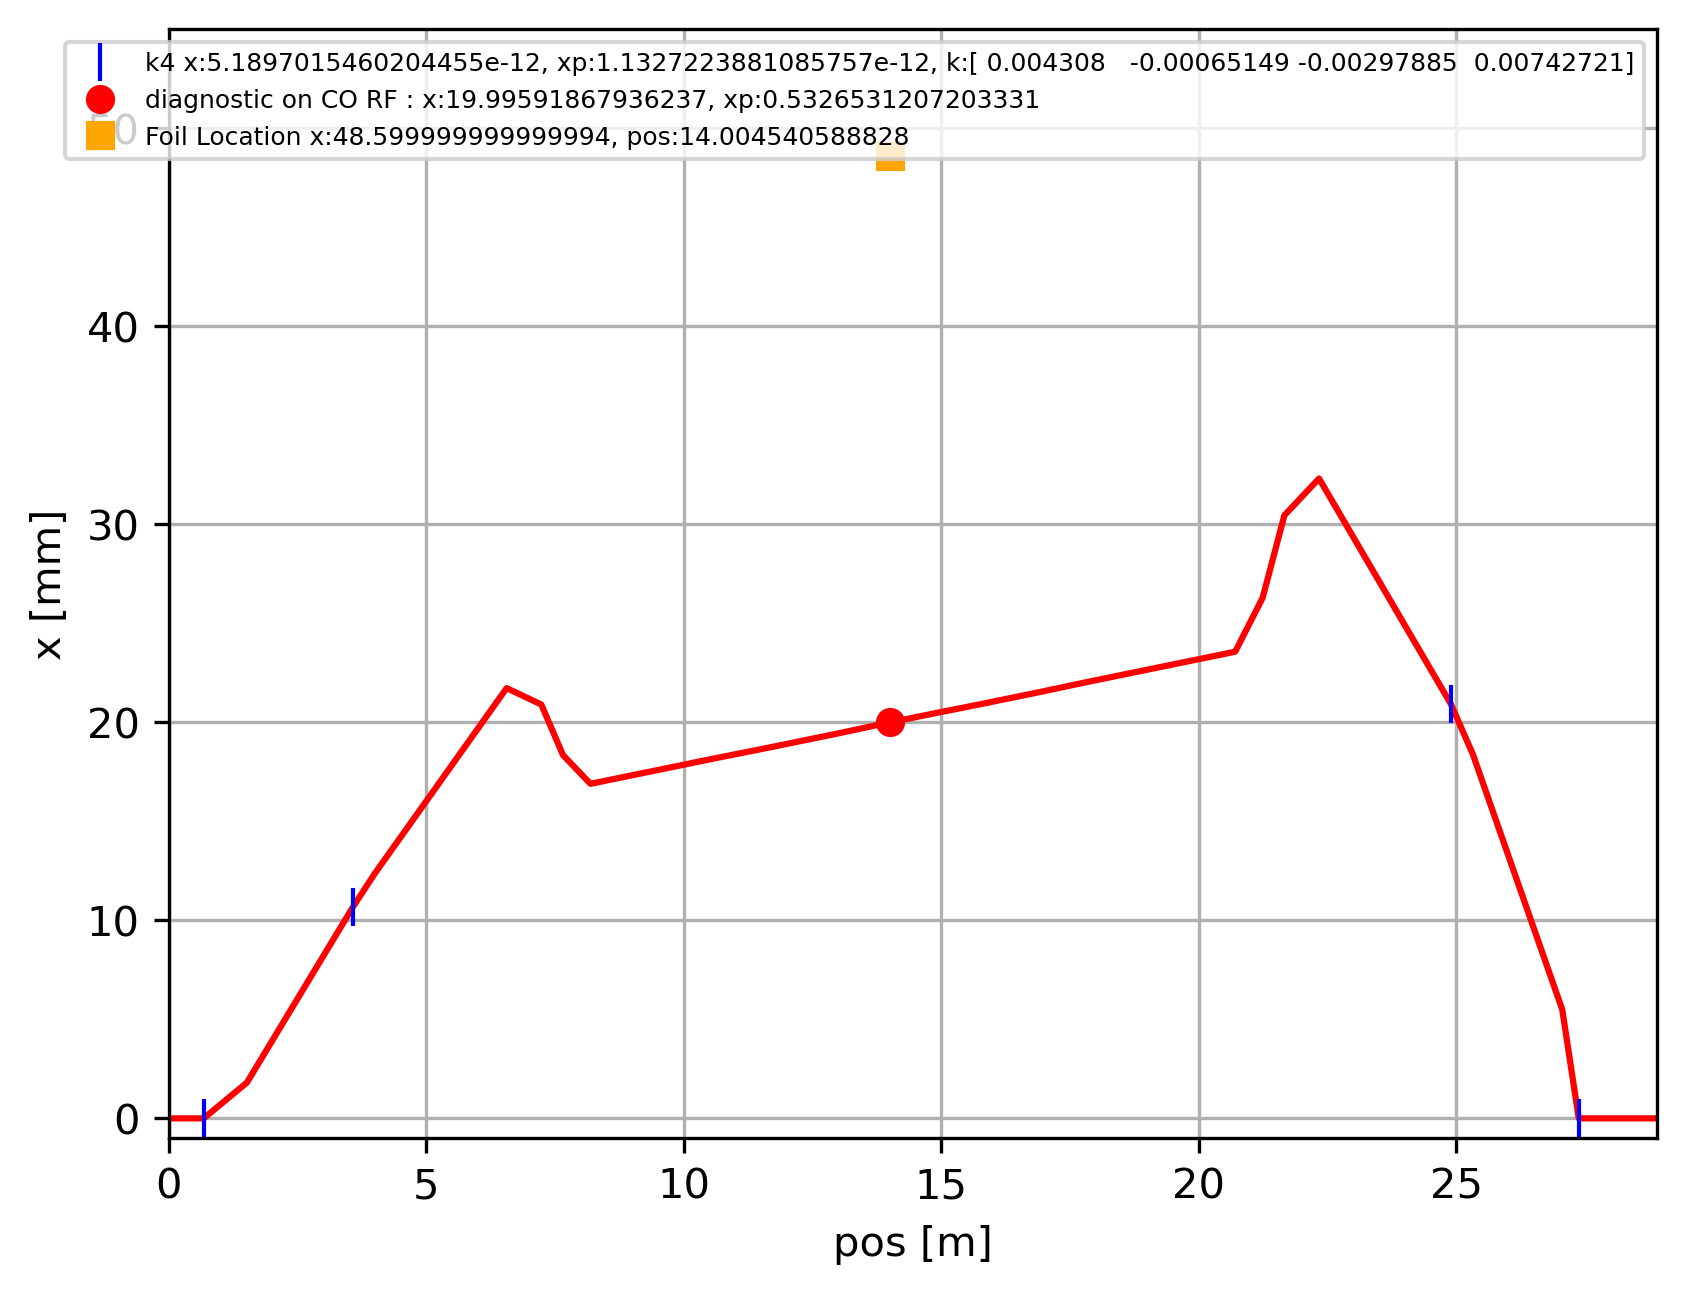 k4 x:5.1897015460204455e-12, xp:1.1327223881085757e-12, k:[ 0.004308   -0.00065149 -0.00297885  0.00742721]
diagnostic on CO RF : x:19.99591867936237, xp:0.5326531207203331
Foil Location x:48.599999999999994, pos:14.004540588828
50
40
30
20
10
0
x [mm]
0 5 10 15 20 25
pos [m]